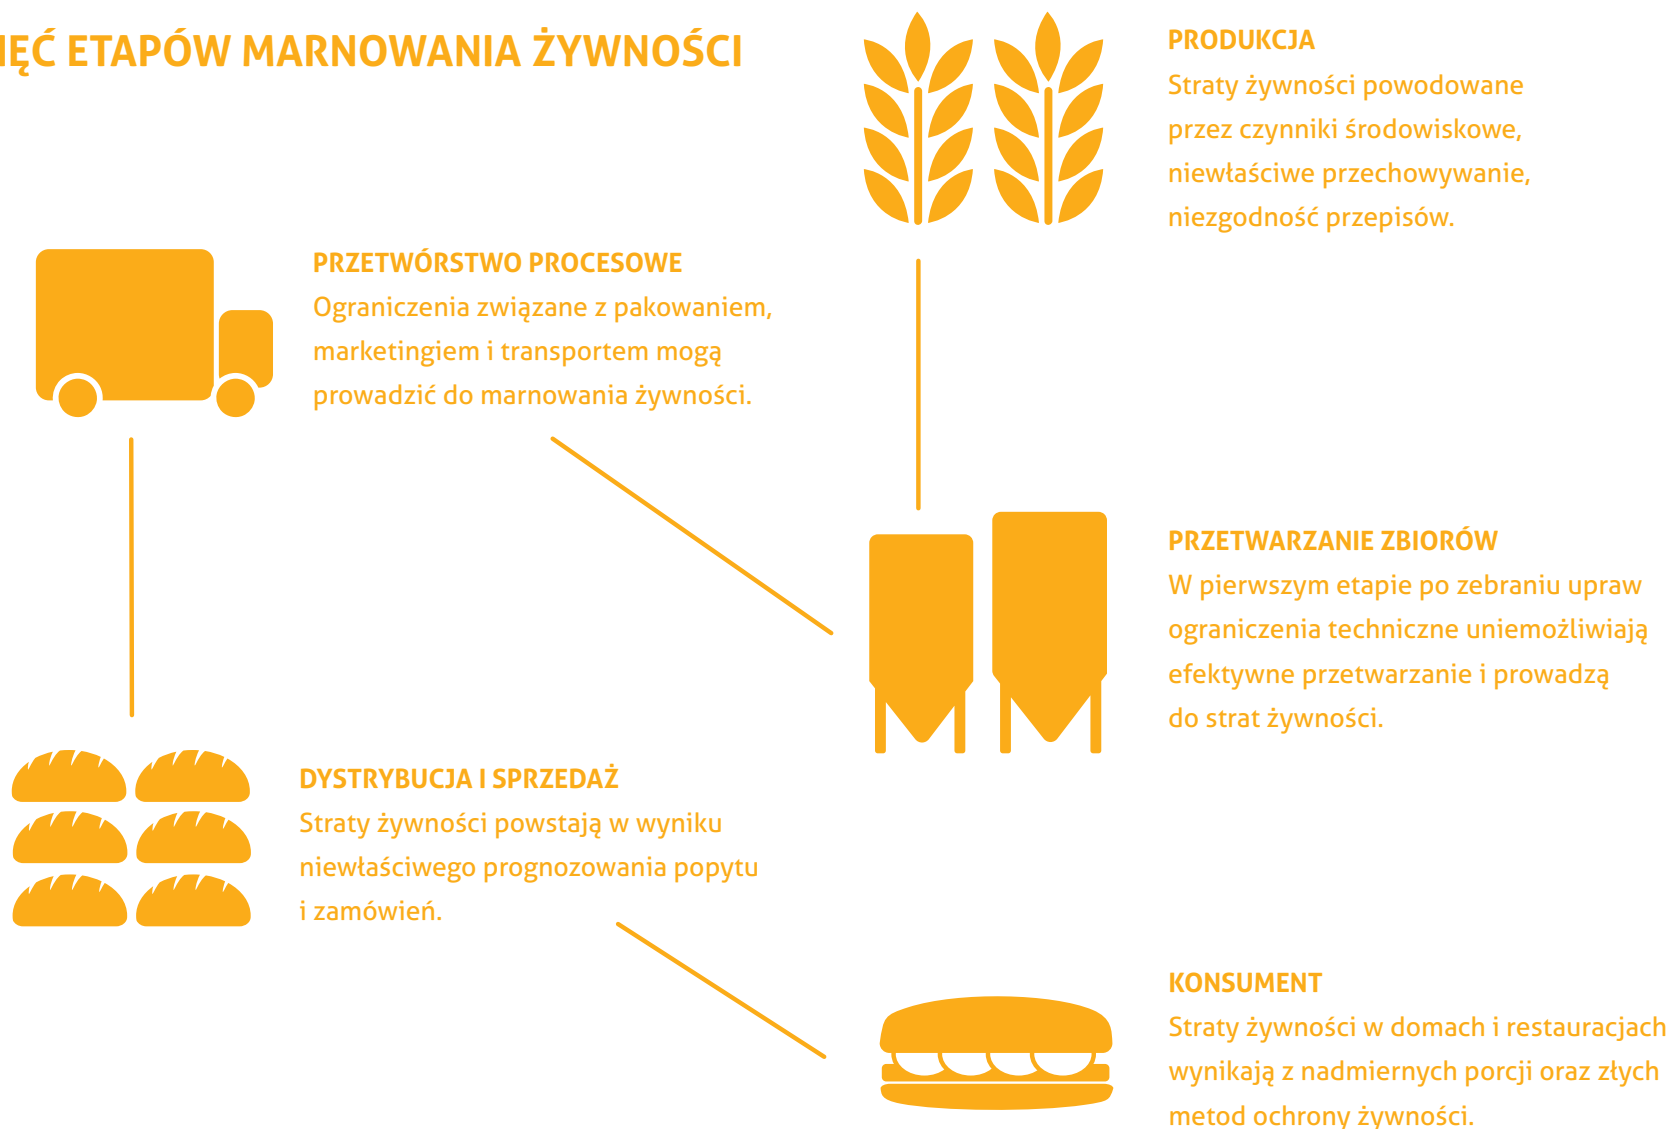 ĘĆ ETAPÓW MARNOWANIA ŻYWNOŚCI
PRODUKCJA
Straty żywności powodowane
przez czynniki środowiskowe,
niewłaściwe przechowywanie,
niezgodność przepisów.
PRZETWARZANIE ZBIORÓW
W pierwszym etapie po zebraniu upraw
ograniczenia techniczne uniemożliwiają
efektywne przetwarzanie i prowadzą
do strat żywności.
PRZETWÓRSTWO PROCESOWE
Ograniczenia związane z pakowaniem,
marketingiem i transportem mogą
prowadzić do marnowania żywności.
DYSTRYBUCJA I SPRZEDAŻ
Straty żywności powstają w wyniku
niewłaściwego prognozowania popytu
i zamówień.
KONSUMENT
Straty żywności w domach i restauracjach
wynikają z nadmiernych porcji oraz złych
metod ochrony żywności.